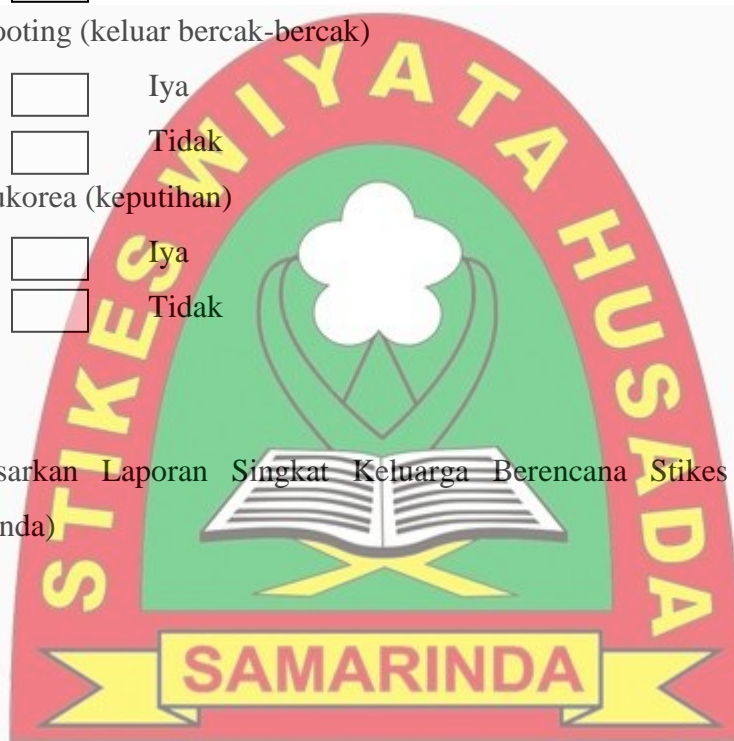 ooting (keluar bercak-bercak)
Iya
Tidak
ukorea (keputihan)
Iya
Tidak
sarkan Laporan Singkat Keluarga Berencana Stikes
nda)
STIKES WIYATA HUSADA
SAMARINDA